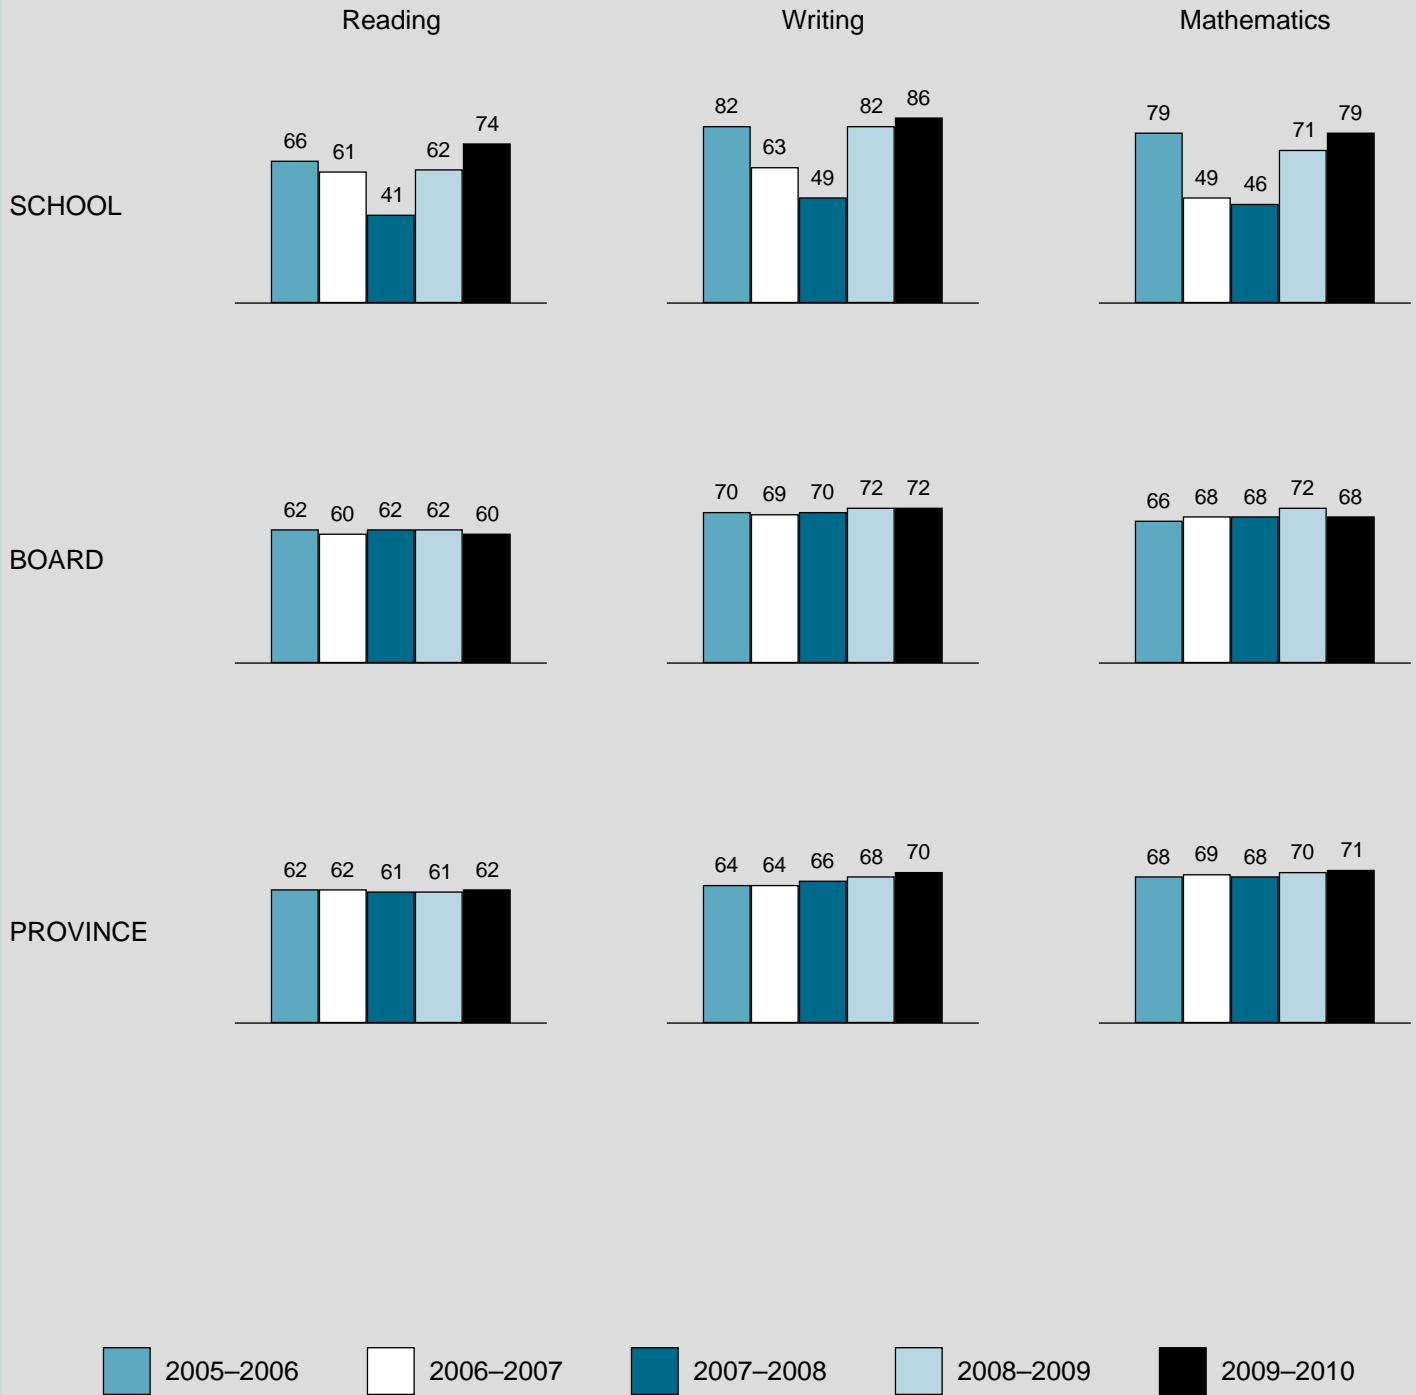 Reading Writing Mathematics
SCHOOL
66 61 41 62 74
82 63 49 82 86
79 49 46 71 79
BOARD
62 60 62 62 60
70 69 70 72 72
66 68 68 72 68
PROVINCE
62 62 61 61 62
64 64 66 68 70
68 69 68 70 71
2005–2006 2006–2007 2007–2008 2008–2009 2009–2010